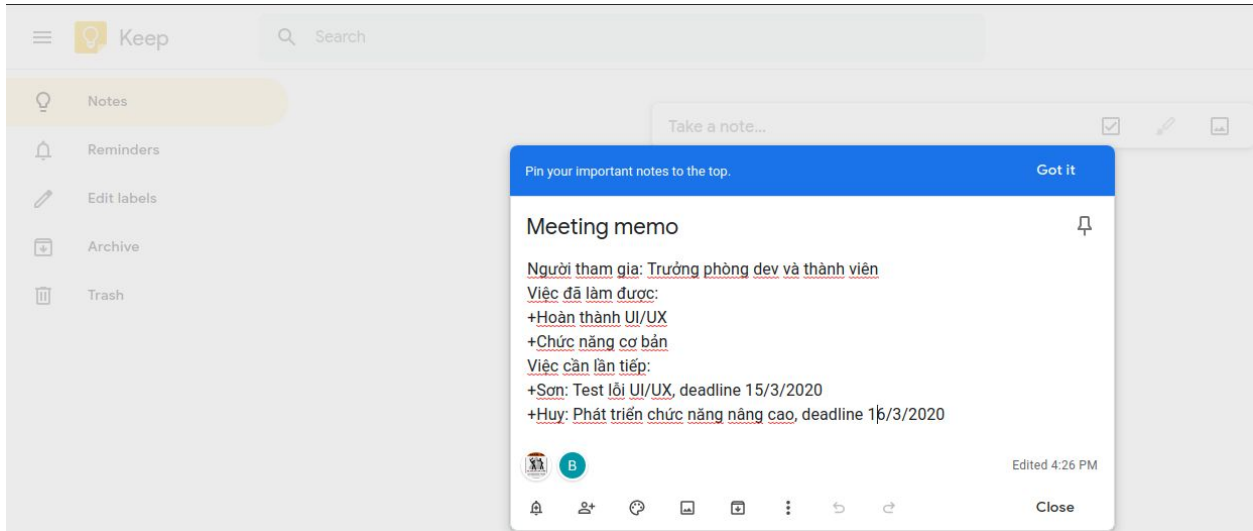 Keep
Search
Notes
Reminders
Edit labels
Archive
Trash
Take a note...
Pin your important notes to the top.
Got it
Meeting memo
Người tham gia: Trưởng phòng dev và thành viên
Việc đã làm được:
+Hoàn thành UI/UX
+Chức năng cơ bản
Việc cần lần tiếp:
+Sơn: Test lỗi UI/UX, deadline 15/3/2020
+Huy: Phát triển chức năng nâng cao, deadline 16/3/2020
B
Edited 4:26 PM
Close